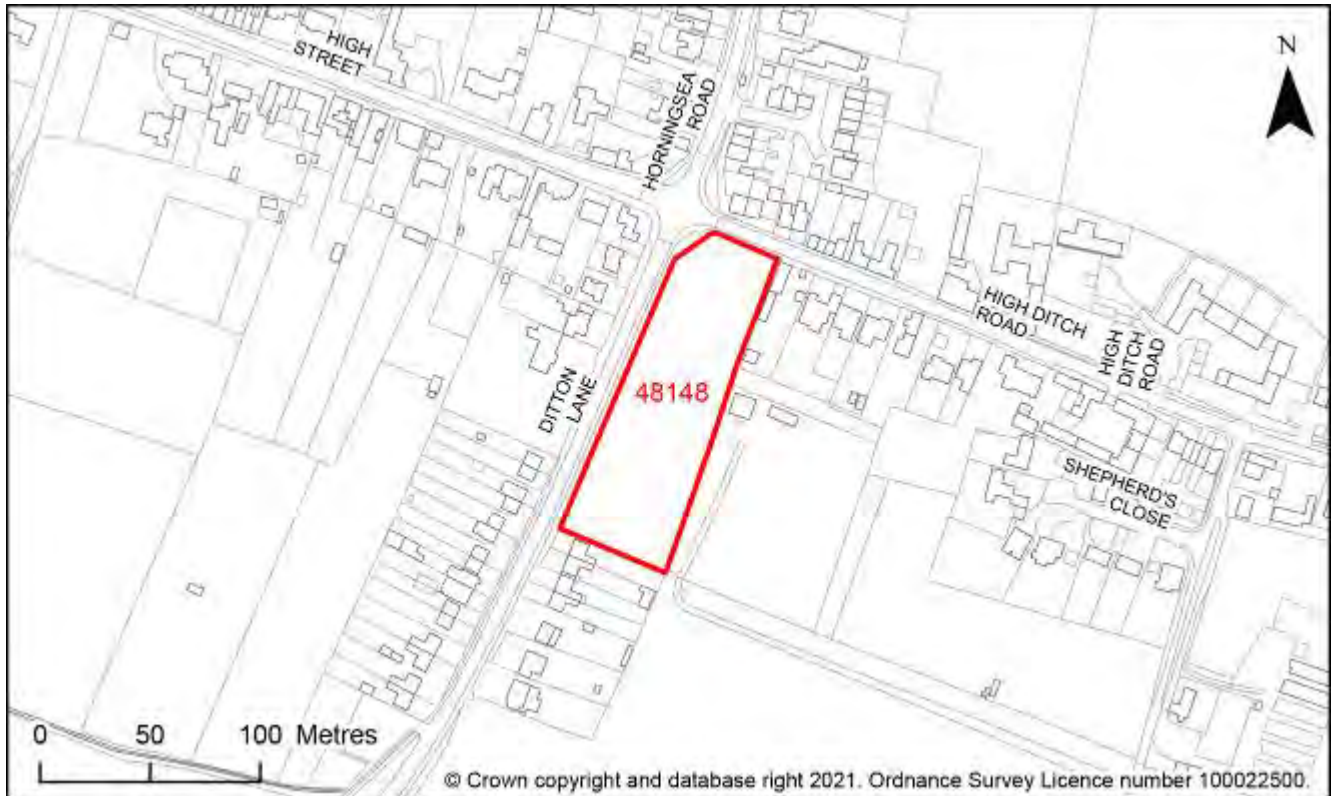 HIGH
STREET
HORNINGSEA
ROAD
N
HIGH DITCH
ROAD
HIGH
DITCH
ROAD
DITTON
LANE
48148
SHEPHERD'S
CLOSE
0 50 100 Metres
© Crown copyright and database right 2021. Ordnance Survey Licence number 100022500.